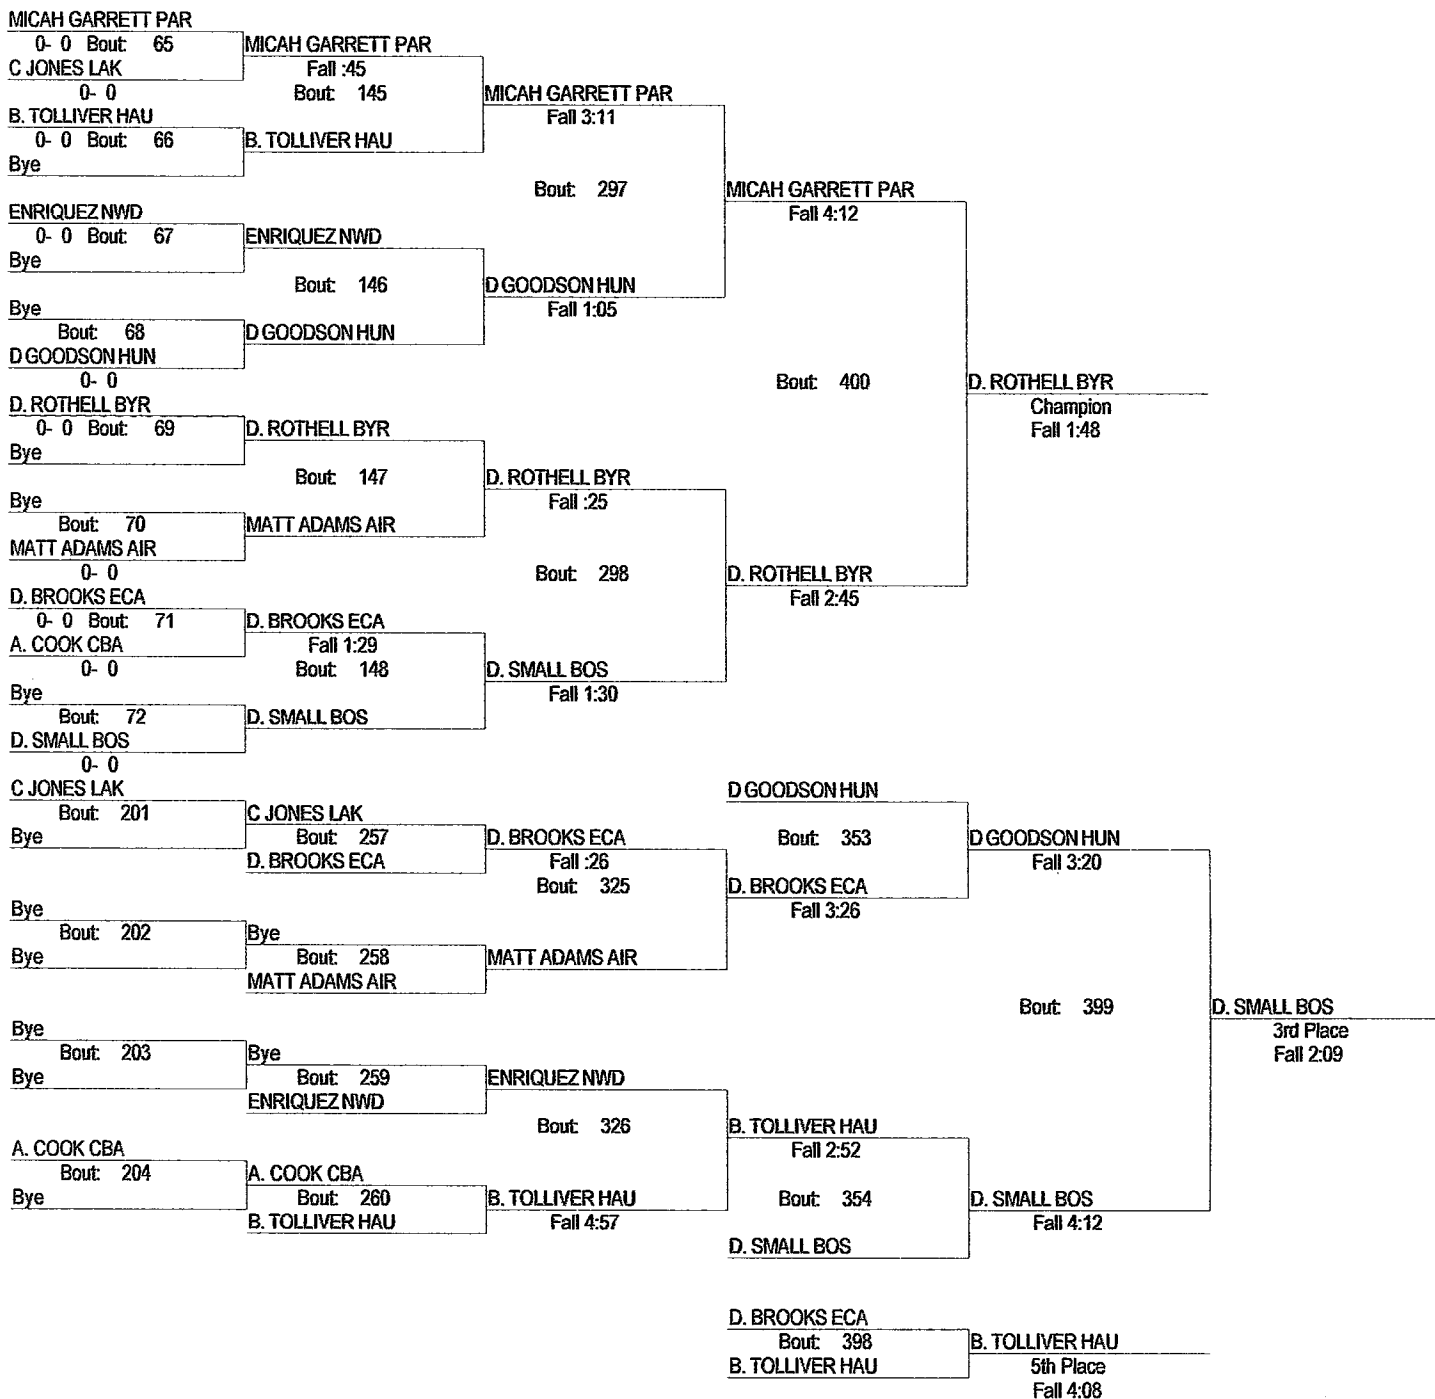 MICAH GARRETT PAR
0- 0 Bout: 65
C JONES LAK
0- 0
B. TOLLIVER HAU
0- 0 Bout: 66
Bye
ENRIQUEZ NWD
0- 0 Bout: 67
Bye
Bye
Bout: 68
D GOODSON HUN
0- 0
D. ROTHELL BYR
0- 0 Bout: 69
Bye
Bye
Bout: 70
MATT ADAMS AIR
0- 0
D. BROOKS ECA
0- 0 Bout: 71
A. COOK CBA
0- 0
Bye
Bout: 72
D. SMALL BOS
0- 0
MICAH GARRETT PAR
Fall :45
Bout: 145
B. TOLLIVER HAU
ENRIQUEZ NWD
Bout: 146
D GOODSON HUN
D. ROTHELL BYR
Bout: 147
MATT ADAMS AIR
D. BROOKS ECA
Fall 1:29
Bout: 148
D. SMALL BOS
MICAH GARRETT PAR
Fall 3:11
Bout: 297
D GOODSON HUN
Fall 1:05
D. ROTHELL BYR
Fall :25
Bout: 298
D. SMALL BOS
Fall 1:30
MICAH GARRETT PAR
Fall 4:12
Bout: 400
D. ROTHELL BYR
Fall 2:45
D. ROTHELL BYR
Champion
Fall 1:48
C JONES LAK
Bout: 201
Bye
Bye
Bout: 202
Bye
Bye
Bout: 203
Bye
A. COOK CBA
Bout: 204
Bye
C JONES LAK
Bout: 257
D. BROOKS ECA
Bye
Bout: 258
MATT ADAMS AIR
Bye
Bout: 259
ENRIQUEZ NWD
A. COOK CBA
Bout: 260
B. TOLLIVER HAU
D. BROOKS ECA
Fall :26
Bout: 325
MATT ADAMS AIR
ENRIQUEZ NWD
Bout: 326
B. TOLLIVER HAU
Fall 4:57
D GOODSON HUN
Bout: 353
D. BROOKS ECA
Fall 3:26
B. TOLLIVER HAU
Fall 2:52
Bout: 354
D. SMALL BOS
D GOODSON HUN
Fall 3:20
Bout: 399
D. SMALL BOS
Fall 4:12
D. SMALL BOS
3rd Place
Fall 2:09
D. BROOKS ECA
Bout: 398
B. TOLLIVER HAU
B. TOLLIVER HAU
5th Place
Fall 4:08